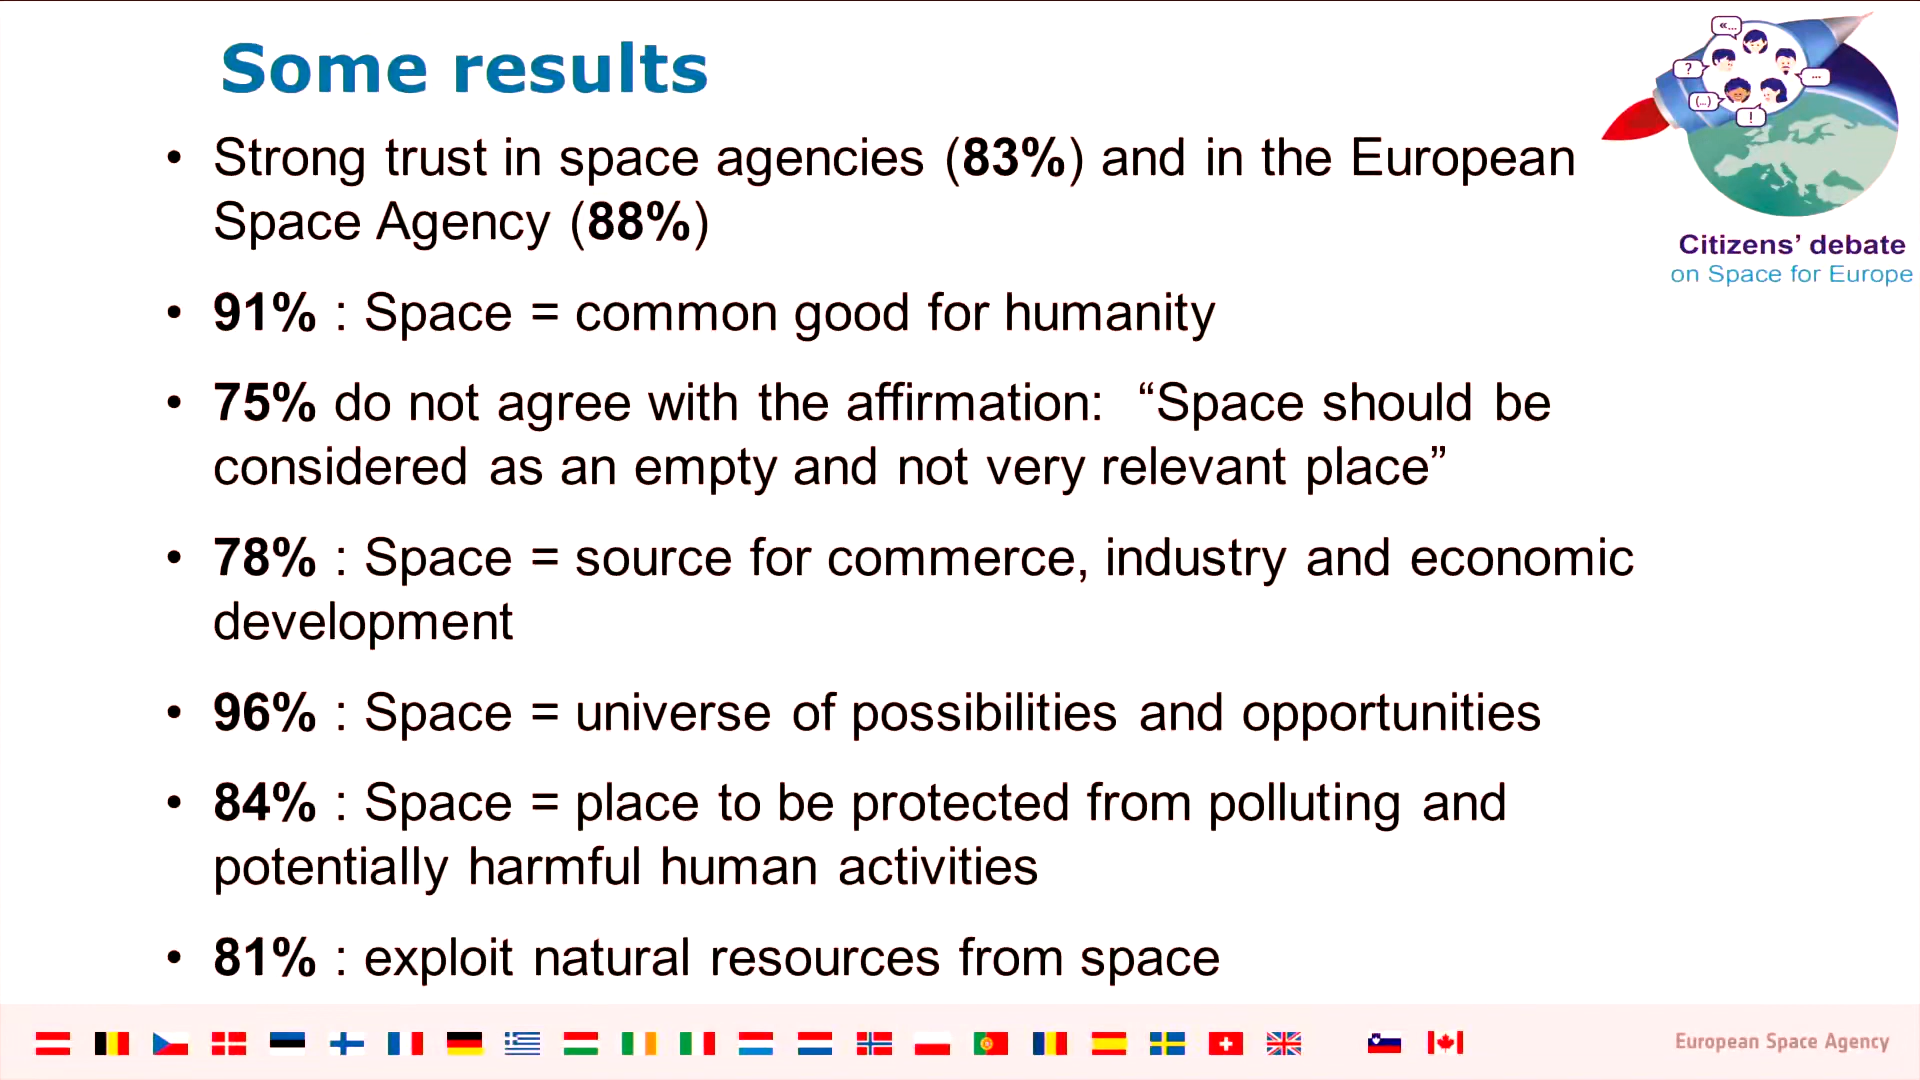 Some results
• Strong trust in space agencies (83%) and in the European
Space Agency (88%)
• 91% : Space = common good for humanity
• 75% do not agree with the affirmation: “Space should be
considered as an empty and not very relevant place”
• 78% : Space = source for commerce, industry and economic
development
• 96% : Space = universe of possibilities and opportunities
• 84% : Space = place to be protected from polluting and
potentially harmful human activities
• 81% : exploit natural resources from space
«...
?
...
(...)
!
Citizens’ debate
on Space for Europe
European Space Agency